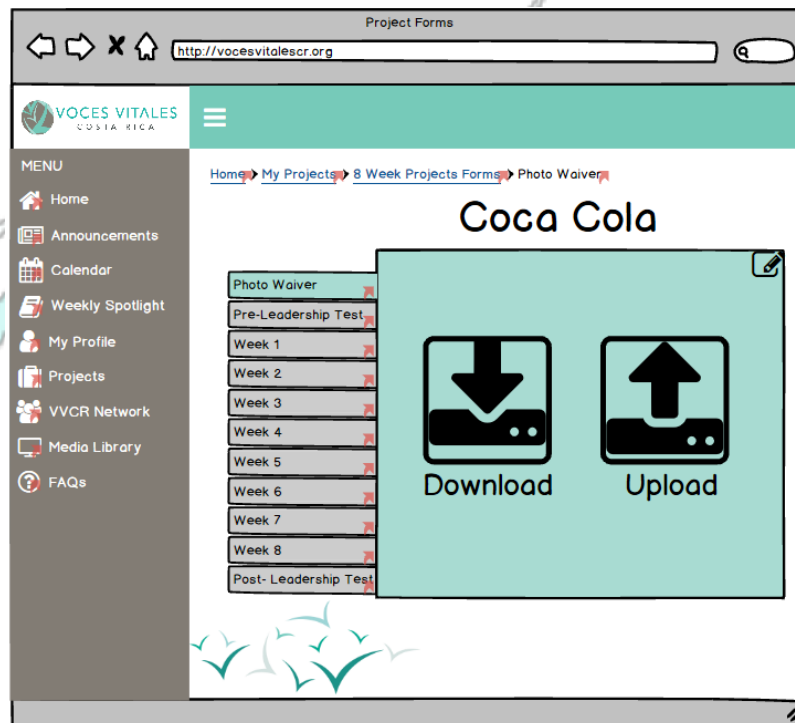 Project Forms
http://vocesvitalescr.org
VOCES VITALES
COSTA RICA
MENU
Home
Announcements
Calendar
Weekly Spotlight
My Profile
Projects
VVCR Network
Media Library
FAQs
Home My Projects 8 Week Projects Forms Photo Waiver
Coca Cola
Photo Waiver
Pre-Leadership Test
Week 1
Week 2
Week 3
Week 4
Week 5
Week 6
Week 7
Week 8
Post- Leadership Test
Download Upload